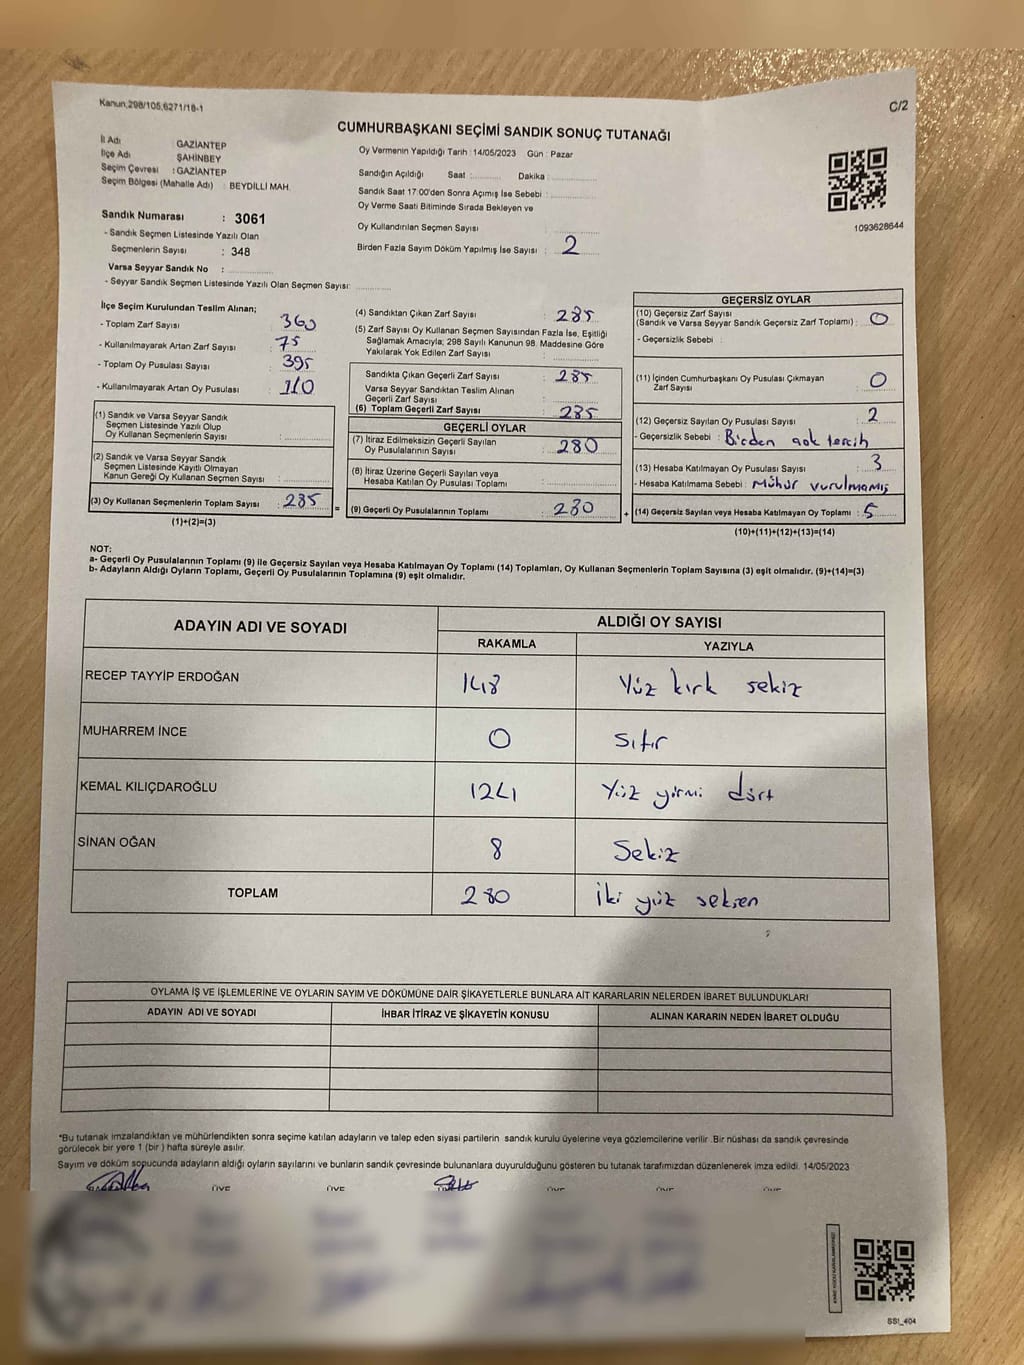 Kanun,298/105,6271/18-1
C/2
CUMHURBAŞKANI SEÇİMİ SANDIK SONUÇ TUTANAĞI
İl Adı : GAZİANTEP
İlçe Adı : ŞAHİNBEY
Seçim Çevresi : GAZİANTEP
Seçim Bölgesi (Mahalle Adı) : BEYDİLLİ MAH.
Sandık Numarası : 3061
- Sandık Seçmen Listesinde Yazılı Olan
Seçmenlerin Sayısı : 348
Varsa Seyyar Sandık No :
- Seyyar Sandık Seçmen Listesinde Yazılı Olan Seçmen Sayısı:
Oy Vermenin Yapıldığı Tarih : 14/05/2023 Gün : Pazar
Sandığın Açıldığı Saat : Dakika :
Sandık Saat 17:00'den Sonra Açımış İse Sebebi :
Oy Verme Saati Bitiminde Sırada Bekleyen ve
Oy Kullandırılan Seçmen Sayısı :
Birden Fazla Sayım Döküm Yapılmış İse Sayısı : 2
1093628644
İlçe Seçim Kurulundan Teslim Alınan;
- Toplam Zarf Sayısı : 360
- Kullanılmayarak Artan Zarf Sayısı : 75
- Toplam Oy Pusulası Sayısı : 395
- Kullanılmayarak Artan Oy Pusulası : 110
(1) Sandık ve Varsa Seyyar Sandık
Seçmen Listesinde Yazılı Olup
Oy Kullanan Seçmenlerin Sayısı :
(2) Sandık ve Varsa Seyyar Sandık
Seçmen Listesinde Kayıtlı Olmayan
Kanun Gereği Oy Kullanan Seçmen Sayısı :
(3) Oy Kullanan Seçmenlerin Toplam Sayısı : 285
(1)+(2)=(3)
=
(4) Sandıktan Çıkan Zarf Sayısı : 285
(5) Zarf Sayısı Oy Kullanan Seçmen Sayısından Fazla İse, Eşitliği
Sağlamak Amacıyla; 298 Sayılı Kanunun 98. Maddesine Göre
Yakılarak Yok Edilen Zarf Sayısı :
Sandıkta Çıkan Geçerli Zarf Sayısı : 285
Varsa Seyyar Sandıktan Teslim Alınan
Geçerli Zarf Sayısı :
(6) Toplam Geçerli Zarf Sayısı : 285
GEÇERLİ OYLAR
(7) İtiraz Edilmeksizin Geçerli Sayılan
Oy Pusulalarının Sayısı : 280
(8) İtiraz Üzerine Geçerli Sayılan veya
Hesaba Katılan Oy Pusulası Toplamı :
(9) Geçerli Oy Pusulalarının Toplamı : 280
+
GEÇERSİZ OYLAR
(10) Geçersiz Zarf Sayısı
(Sandık ve Varsa Seyyar Sandık Geçersiz Zarf Toplamı) : 0
- Geçersizlik Sebebi :
(11) İçinden Cumhurbaşkanı Oy Pusulası Çıkmayan
Zarf Sayısı : 0
(12) Geçersiz Sayılan Oy Pusulası Sayısı : 2
- Geçersizlik Sebebi : Birden çok tercih
(13) Hesaba Katılmayan Oy Pusulası Sayısı : 3
- Hesaba Katılmama Sebebi : Mühür vurulmamış
(14) Geçersiz Sayılan veya Hesaba Katılmayan Oy Toplamı : 5
(10)+(11)+(12)+(13)=(14)
NOT:
a- Geçerli Oy Pusulalarının Toplamı (9) ile Geçersiz Sayılan veya Hesaba Katılmayan Oy Toplamı (14) Toplamları, Oy Kullanan Seçmenlerin Toplam Sayısına (3) eşit olmalıdır. (9)+(14)=(3)
b- Adayların Aldığı Oyların Toplamı, Geçerli Oy Pusulalarının Toplamına (9) eşit olmalıdır.
ADAYIN ADI VE SOYADI
ALDIĞI OY SAYISI
RAKAMLA YAZIYLA
RECEP TAYYİP ERDOĞAN 148 Yüz kırk sekiz
MUHARREM İNCE 0 Sıfır
KEMAL KILIÇDAROĞLU 124 Yüz yirmi dört
SİNAN OĞAN 8 Sekiz
TOPLAM 280 İki yüz seksen
OYLAMA İŞ VE İŞLEMLERİNE VE OYLARIN SAYIM VE DÖKÜMÜNE DAİR ŞİKAYETLERLE BUNLARA AİT KARARLARIN NELERDEN İBARET BULUNDUKLARI
ADAYIN ADI VE SOYADI İHBAR İTİRAZ VE ŞİKAYETİN KONUSU ALINAN KARARIN NEDEN İBARET OLDUĞU
*Bu tutanak imzalandıktan ve mühürlendikten sonra seçime katılan adayların ve talep eden siyasi partilerin sandık kurulu üyelerine veya gözlemcilerine verilir .Bir nüshası da sandık çevresinde
görülecek bir yere 1 (bir ) hafta süreyle asılır.
Sayım ve döküm sonucunda adayların aldığı oyların sayılarını ve bunların sandık çevresinde bulunanlara duyurulduğunu gösteren bu tutanak tarafımızdan düzenlenerek imza edildi. 14/05/2023
SSI_404